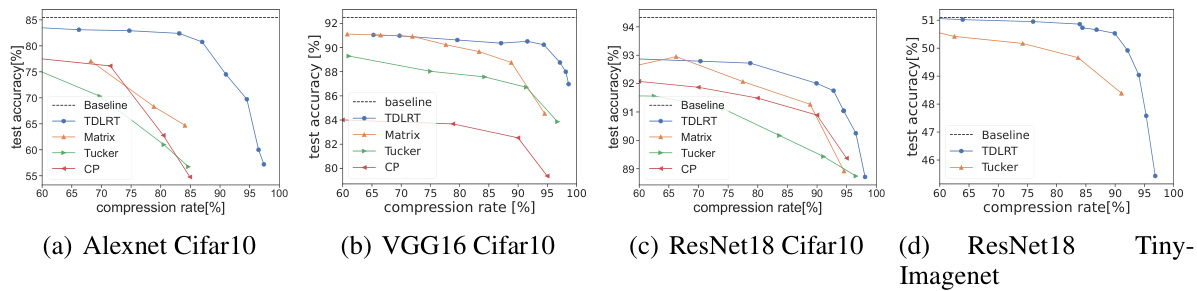 85
80
75
70
65
60
55
test accuracy[%]
Baseline
TDLRT
Matrix
Tucker
CP
60 65 70 75 80 85 90 95 100
compression rate[%]
(a) Alexnet Cifar10
92
90
88
86
84
82
80
test accuracy [%]
baseline
TDLRT
Matrix
Tucker
CP
60 65 70 75 80 85 90 95 100
compression rate [%]
(b) VGG16 Cifar10
94
93
92
91
90
89
test accuracy[%]
Baseline
TDLRT
Matrix
Tucker
CP
60 65 70 75 80 85 90 95 100
compression rate[%]
(c) ResNet18 Cifar10
51
50
49
48
47
46
test accuracy[%]
Baseline
TDLRT
Tucker
60 65 70 75 80 85 90 95 100
compression rate[%]
(d) ResNet18 Tiny-
Imagenet